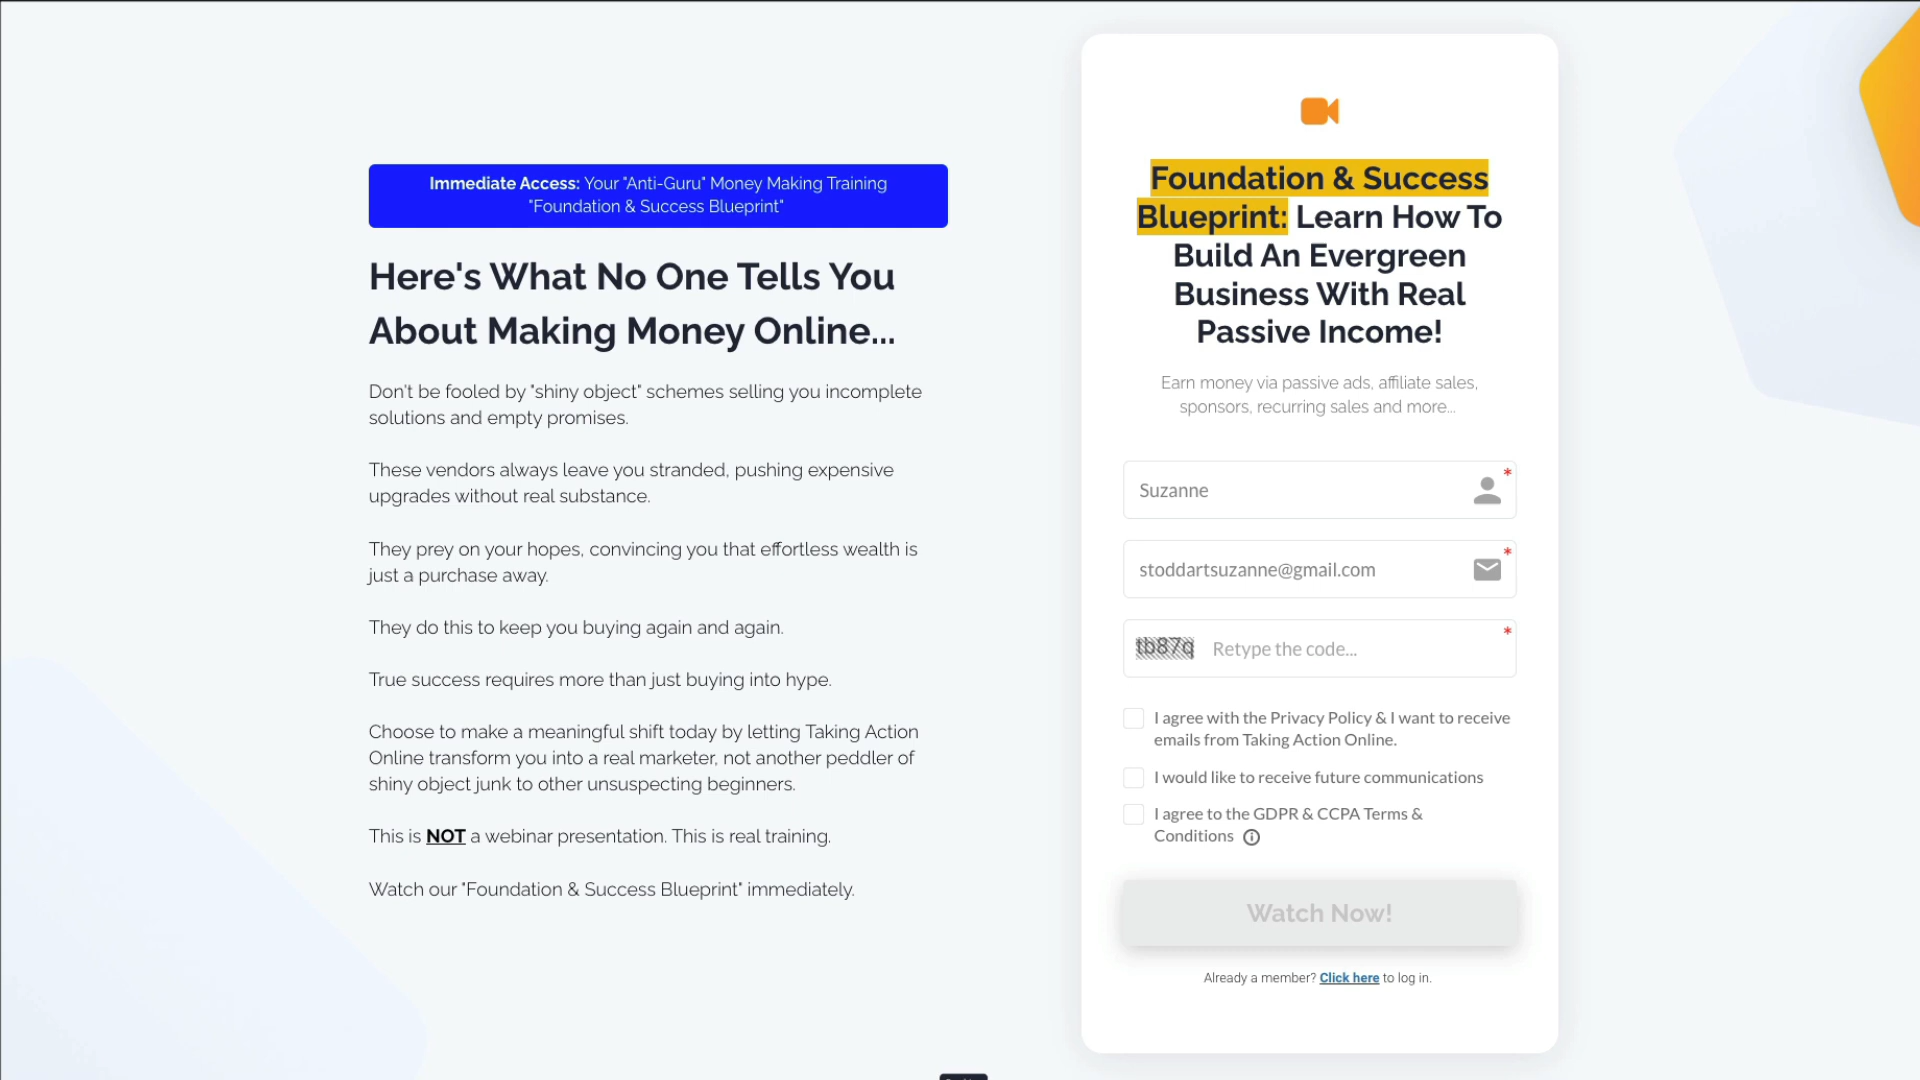 Immediate Access: Your "Anti-Guru" Money Making Training
"Foundation & Success Blueprint"
Here's What No One Tells You
About Making Money Online...
Don't be fooled by "shiny object" schemes selling you incomplete
solutions and empty promises.
These vendors always leave you stranded, pushing expensive
upgrades without real substance.
They prey on your hopes, convincing you that effortless wealth is
just a purchase away.
They do this to keep you buying again and again.
True success requires more than just buying into hype.
Choose to make a meaningful shift today by letting Taking Action
Online transform you into a real marketer, not another peddler of
shiny object junk to other unsuspecting beginners.
This is NOT a webinar presentation. This is real training.
Watch our "Foundation & Success Blueprint" immediately.
Foundation & Success
Blueprint: Learn How To
Build An Evergreen
Business With Real
Passive Income!
Earn money via passive ads, affiliate sales,
sponsors, recurring sales and more...
Suzanne *
stoddartsuzanne@gmail.com *
tb87q Retype the code... *
I agree with the Privacy Policy & I want to receive
emails from Taking Action Online.
I would like to receive future communications
I agree to the GDPR & CCPA Terms &
Conditions
Watch Now!
Already a member? Click here to log in.